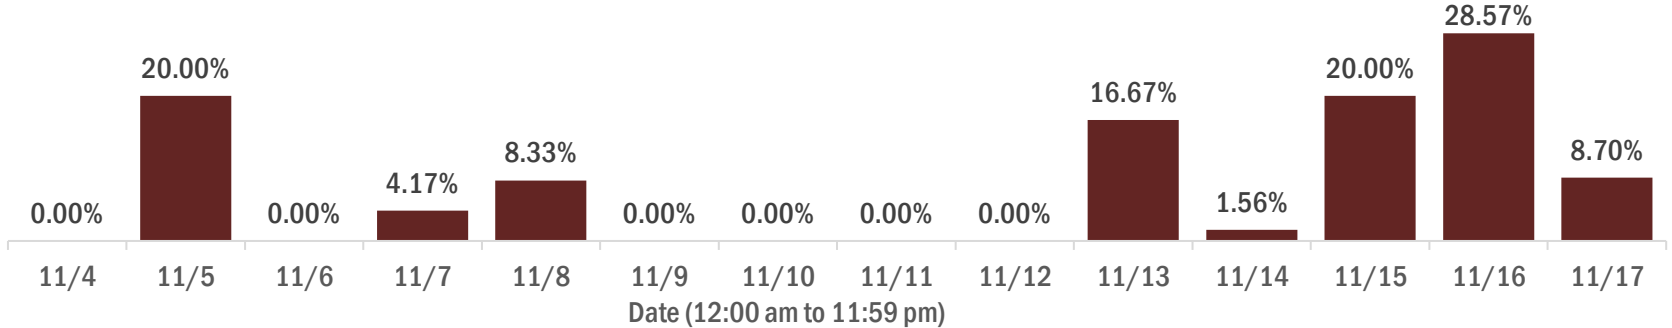 28.57%
20.00% 20.00%
16.67%
8.33% 8.70%
4.17%
0.00% 0.00% 0.00% 0.00% 0.00% 0.00% 1.56%
11/4 11/5 11/6 11/7 11/8 11/9 11/10 11/11 11/12 11/13 11/14 11/15 11/16 11/17
Date (12:00 am to 11:59 pm)